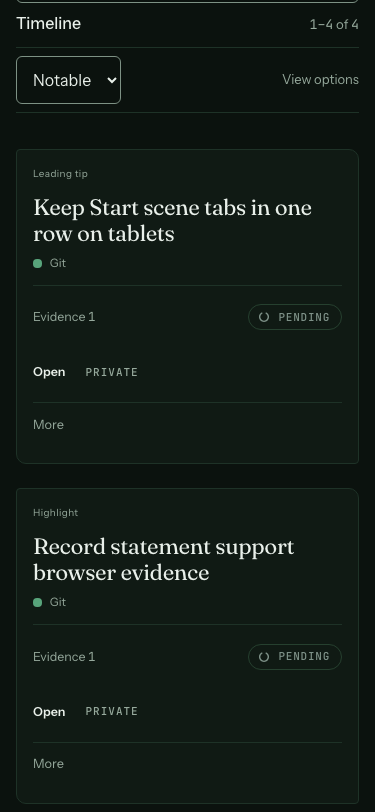 Timeline
1–4 of 4
Notable
View options
Leading tip
Keep Start scene tabs in one
row on tablets
Git
Evidence 1
PENDING
Open
PRIVATE
More
Highlight
Record statement support
browser evidence
Git
Evidence 1
PENDING
Open
PRIVATE
More